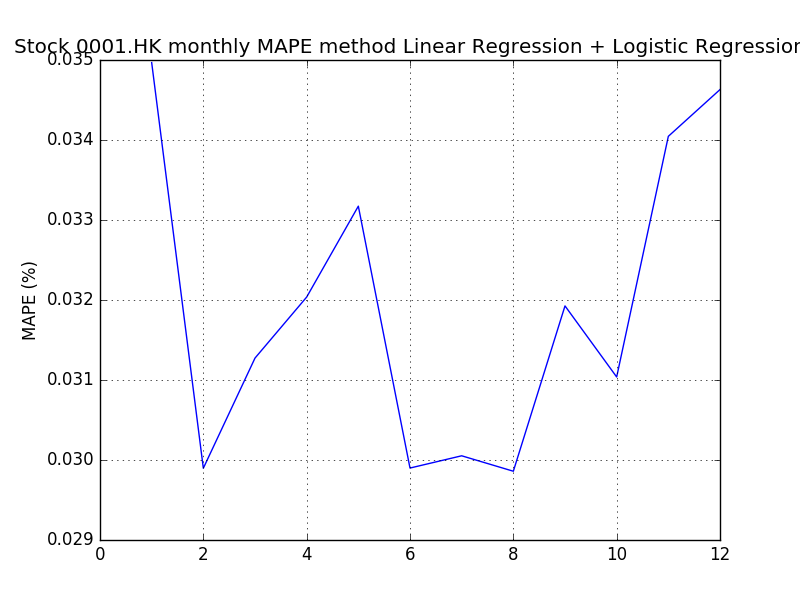 Stock 0001.HK monthly MAPE method Linear Regression + Logistic Regression
0.035
0.034
0.033
0.032
0.031
0.030
0.029
MAPE (%)
0 2 4 6 8 10 12